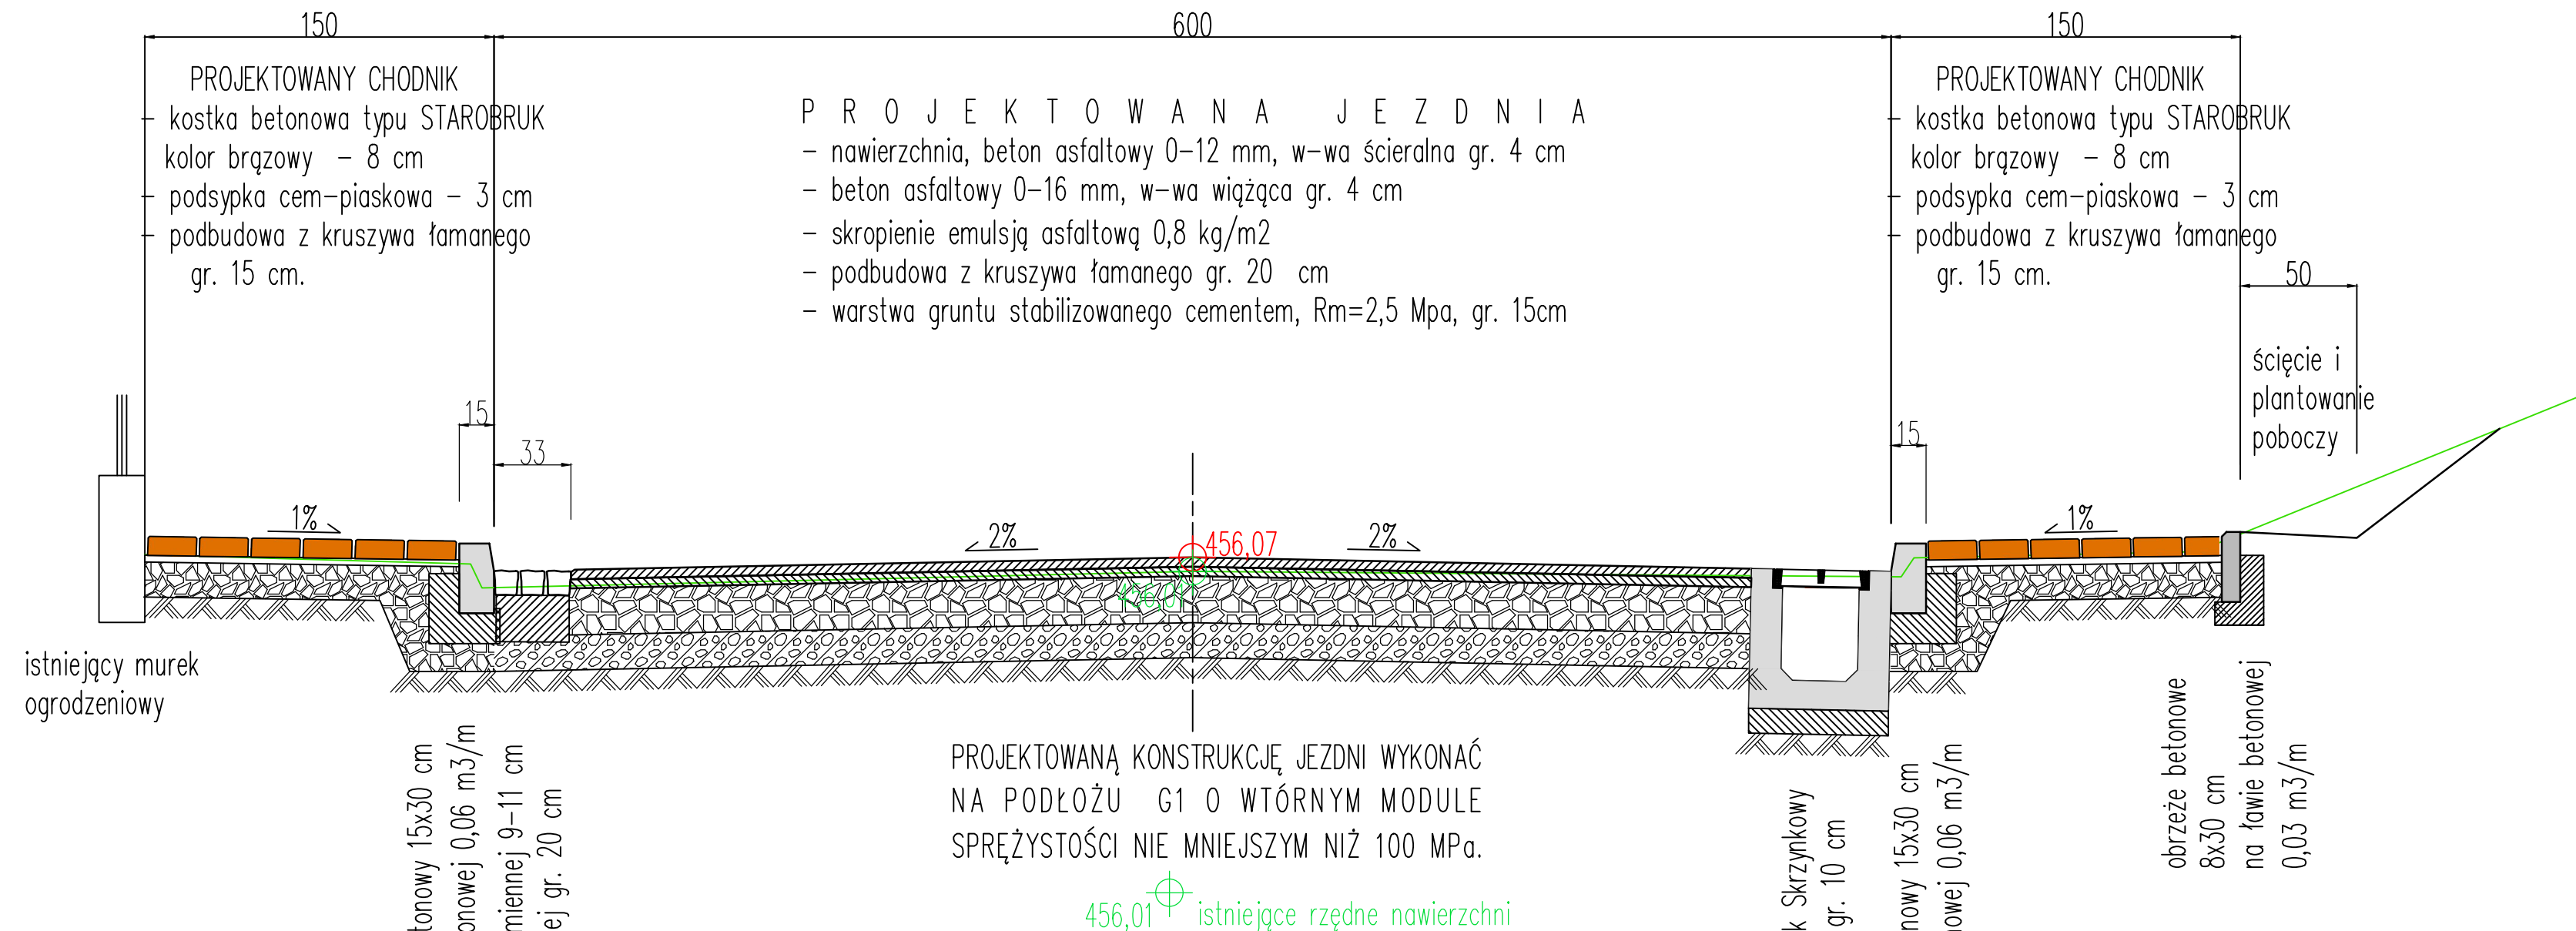 150
600
150
PROJEKTOWANY CHODNIK
- kostka betonowa typu STAROBRUK
kolor brązowy - 8 cm
- podsypka cem-piaskowa - 3 cm
- podbudowa z kruszywa łamanego
gr. 15 cm.
PROJEKTOWANA JEZDNIA
- nawierzchnia, beton asfaltowy 0-12 mm, w-wa ścieralna gr. 4 cm
- beton asfaltowy 0-16 mm, w-wa wiążąca gr. 4 cm
- skropienie emulsją asfaltową 0,8 kg/m2
- podbudowa z kruszywa łamanego gr. 20 cm
- warstwa gruntu stabilizowanego cementem, Rm=2,5 Mpa, gr. 15cm
PROJEKTOWANY CHODNIK
- kostka betonowa typu STAROBRUK
kolor brązowy - 8 cm
- podsypka cem-piaskowa - 3 cm
- podbudowa z kruszywa łamanego
gr. 15 cm.
50
ścięcie i
plantowanie
poboczy
15
33
15
1%
2%
2%
1%
456,07
456,01
istniejący murek
ogrodzeniowy
tonowy 15x30 cm
onowej 0,06 m3/m
miennej 9-11 cm
ej gr. 20 cm
PROJEKTOWANĄ KONSTRUKCJĘ JEZDNI WYKONAĆ
NA PODŁOŻU G1 O WTÓRNYM MODULE
SPRĘŻYSTOŚCI NIE MNIEJSZYM NIŻ 100 MPa.
456,01 istniejące rzędne nawierzchni
k Skrzynkowy
gr. 10 cm
nowy 15x30 cm
owej 0,06 m3/m
obrzeże betonowe
8x30 cm
na ławie betonowej
0,03 m3/m